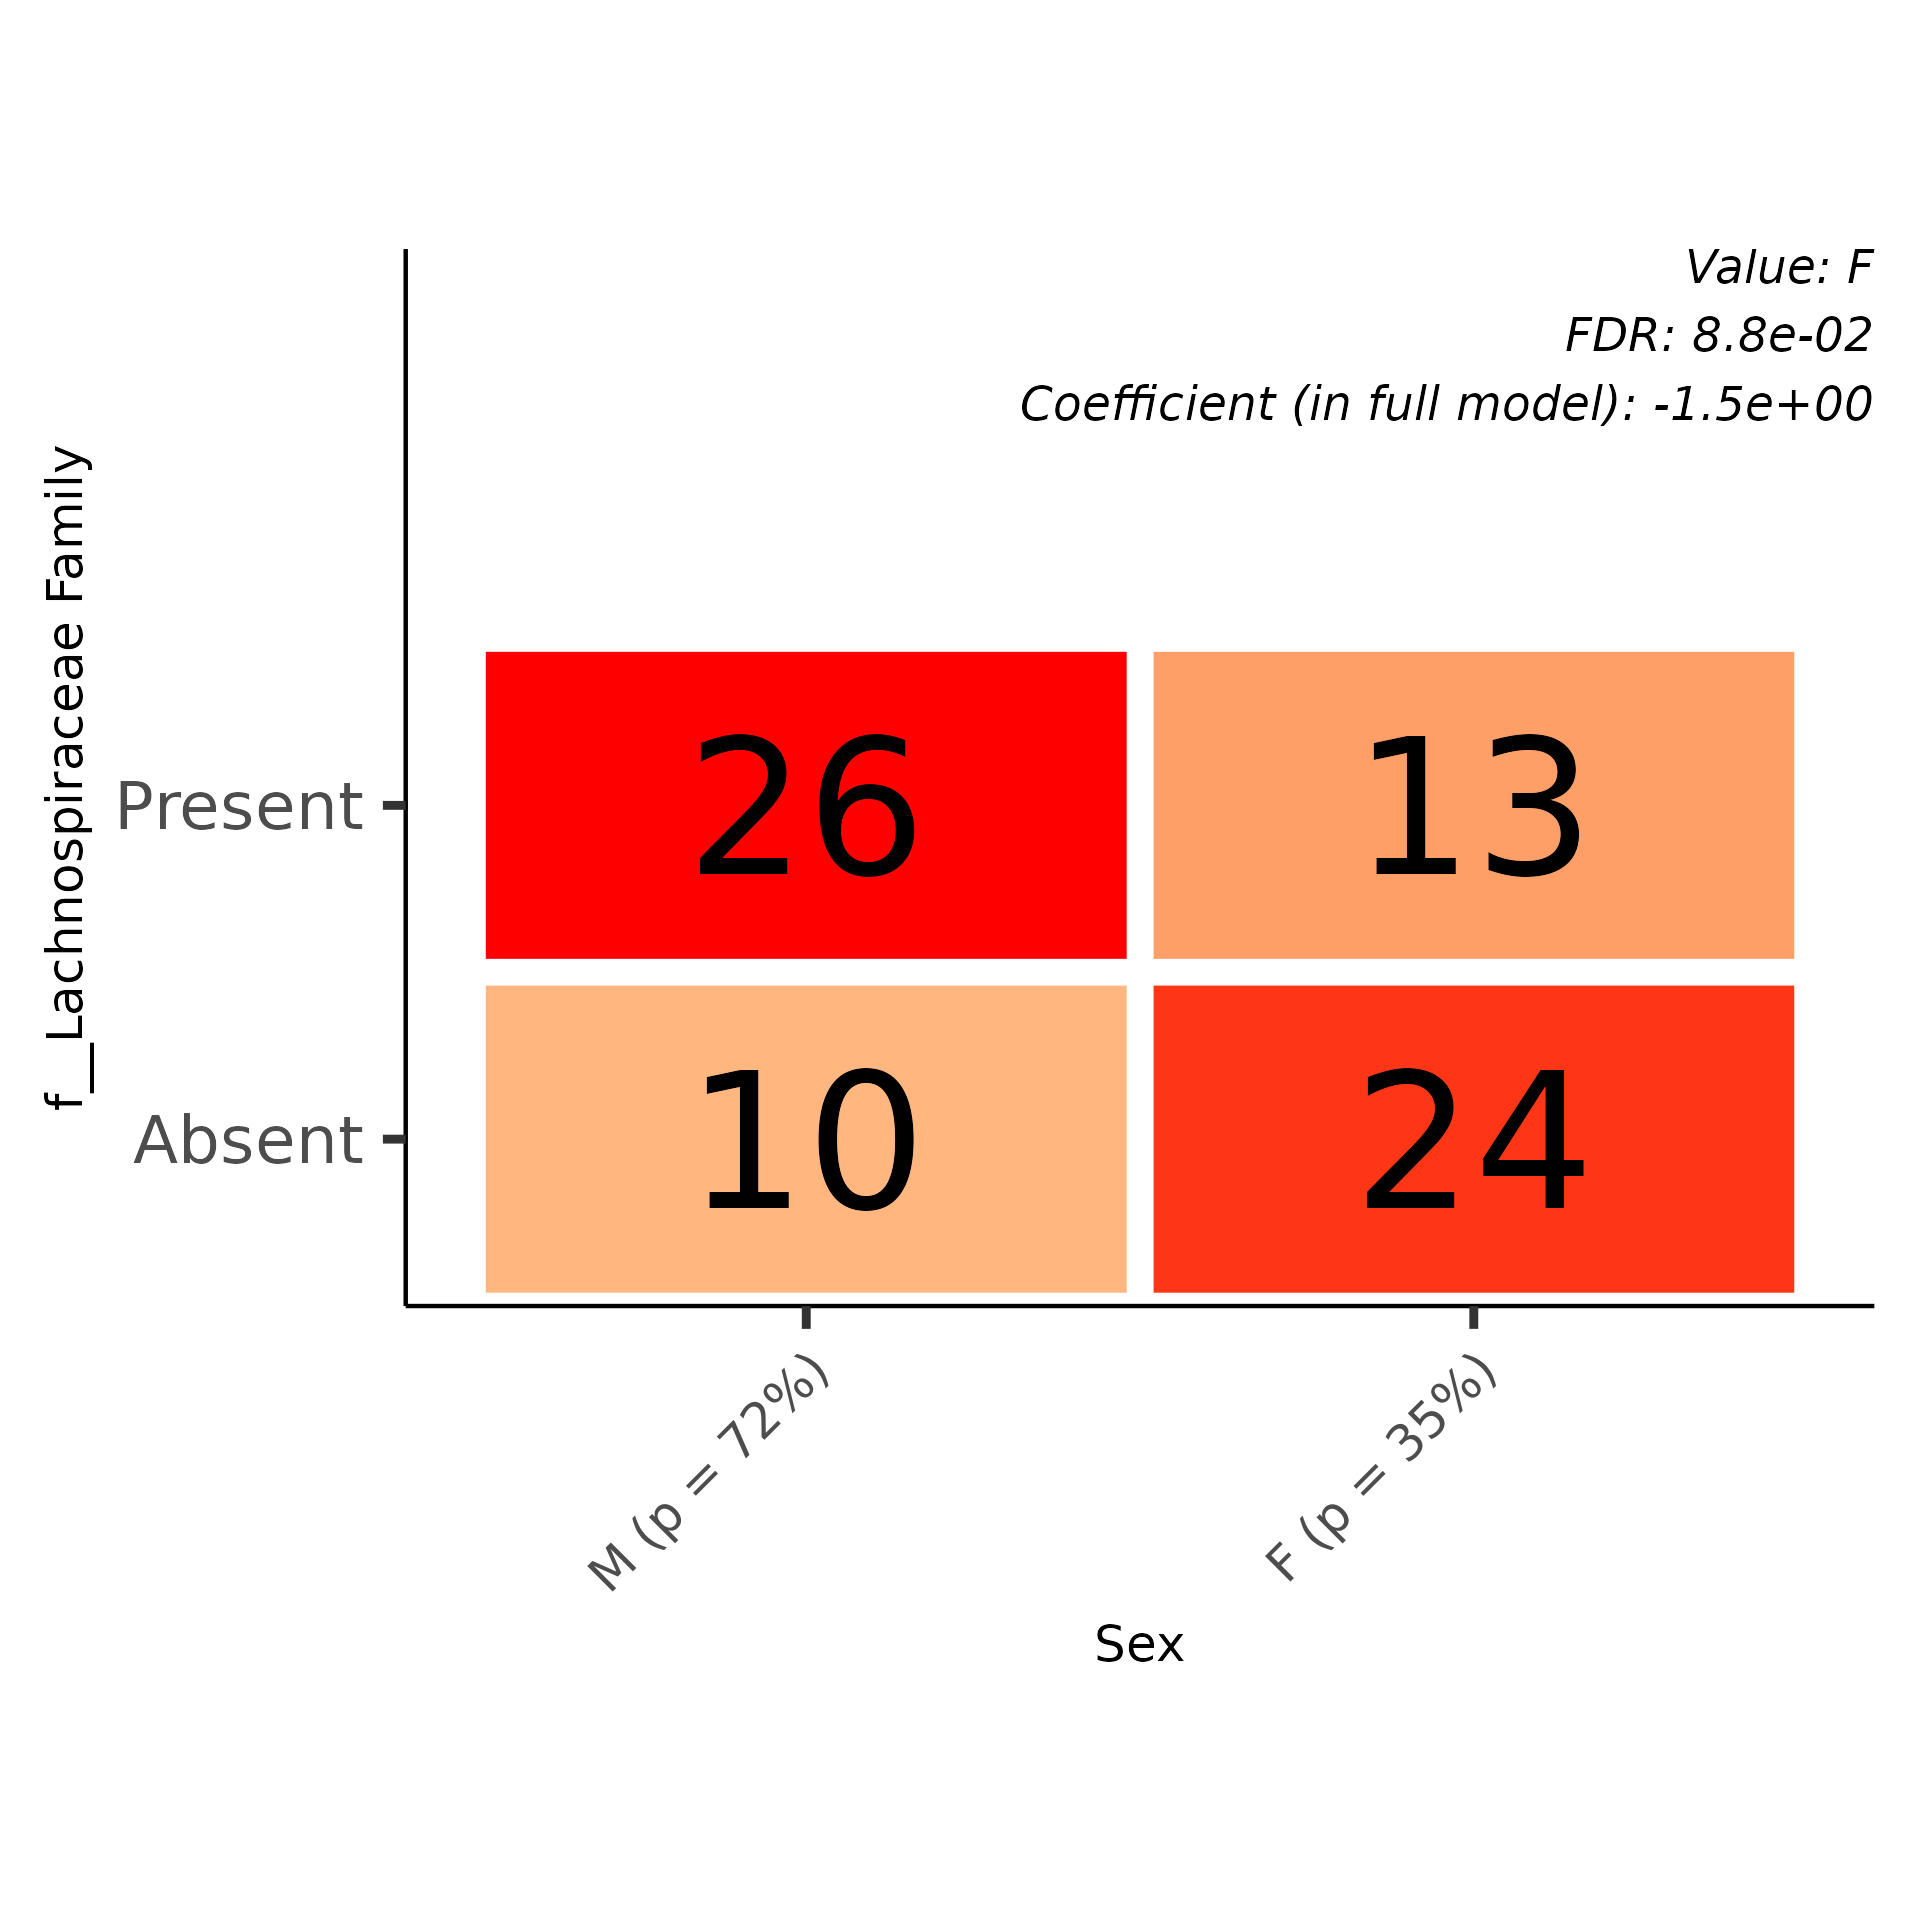 Value: F
FDR: 8.8e-02
Coefficient (in full model): -1.5e+00
f__Lachnospiraceae Family
Present
26
13
Absent
10
24
M (p = 72%)
F (p = 35%)
Sex